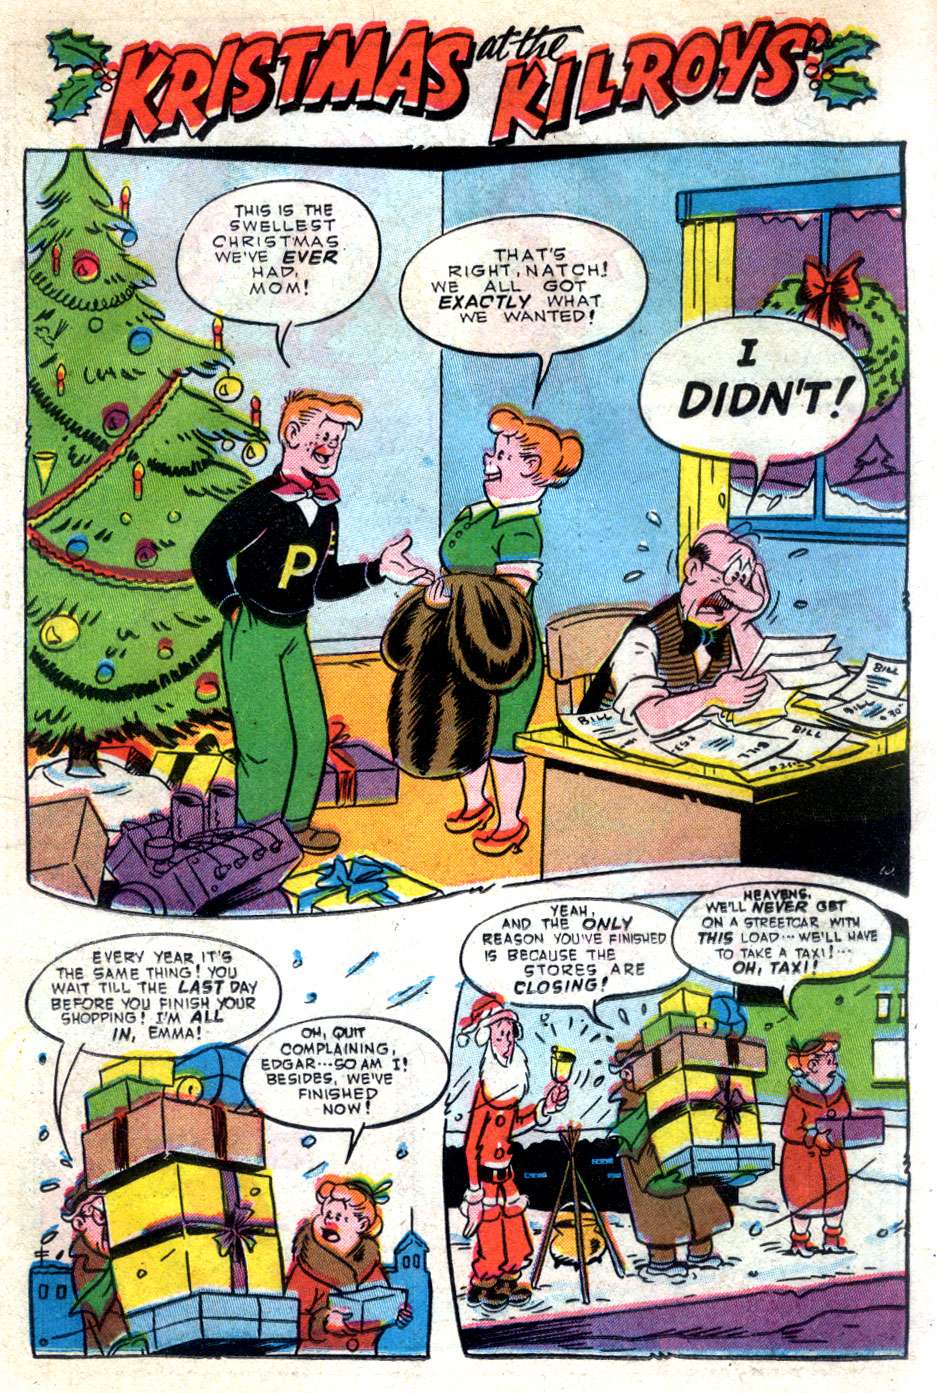 KRISTMAS at the KILROYS
THIS IS THE
SWELLEST
CHRISTMAS
WE'VE EVER
HAD,
MOM!
THAT'S
RIGHT, NATCH!
WE ALL GOT
EXACTLY WHAT
WE WANTED!
I
DIDN'T!
P
BILL
BILL
BILL
BILL
BILL
EVERY YEAR IT'S
THE SAME THING! YOU
WAIT TILL THE LAST DAY
BEFORE YOU FINISH YOUR
SHOPPING! I'M ALL
IN, EMMA!
OH, QUIT
COMPLAINING,
EDGAR---SO AM I!
BESIDES, WE'VE
FINISHED
NOW!
YEAH,
AND THE ONLY
REASON YOU'VE FINISHED
IS BECAUSE THE
STORES ARE
CLOSING!
HEAVENS,
WE'LL NEVER GET
ON A STREETCAR WITH
THIS LOAD---WE'LL HAVE
TO TAKE A TAXI!---
OH, TAXI!